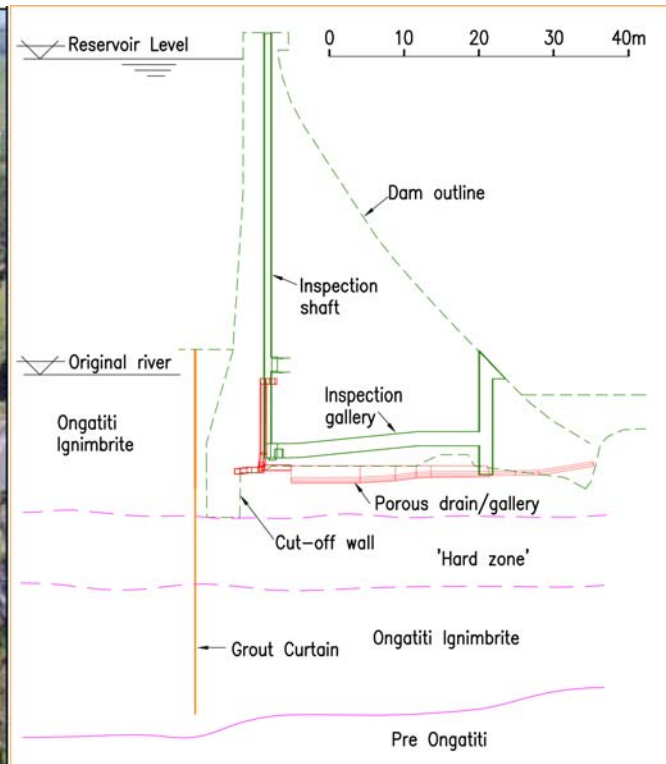 Reservoir Level
0 10 20 30 40m
Dam outline
Inspection
shaft
Original river
Inspection
gallery
Ongatiti
Ignimbrite
Porous drain/gallery
Cut-off wall
'Hard zone'
Ongatiti Ignimbrite
Grout Curtain
Pre Ongatiti